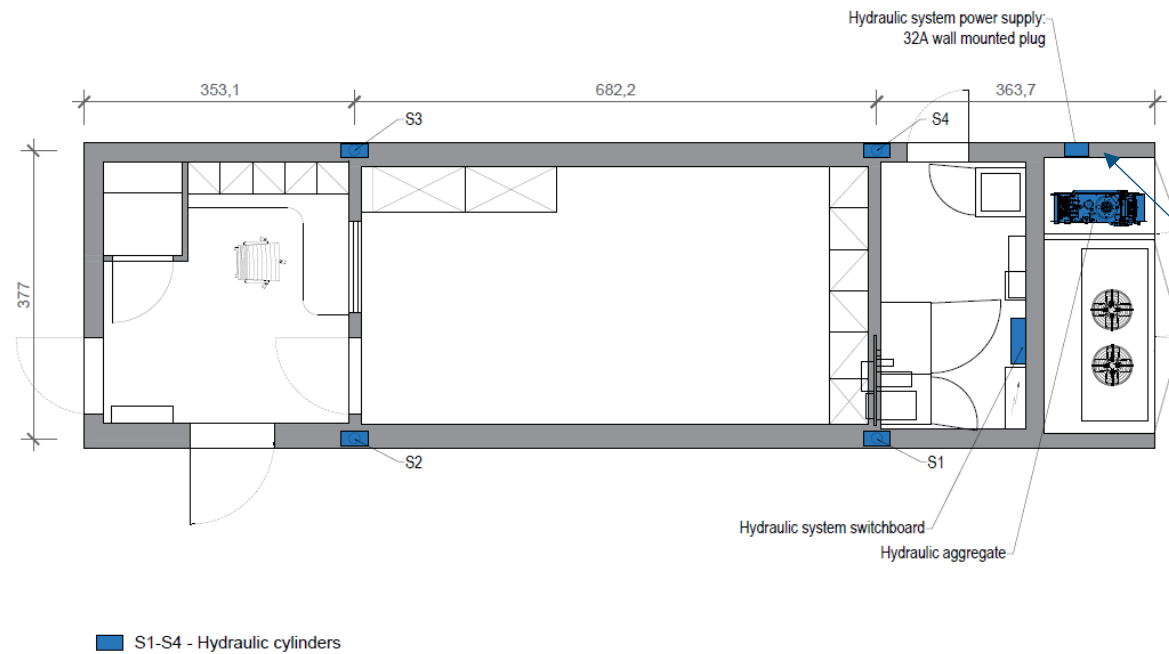 Hydraulic system power supply:
32A wall mounted plug
353,1
682,2
363,7
S3
S4
377
S2
S1
Hydraulic system switchboard
Hydraulic aggregate
S1-S4 - Hydraulic cylinders